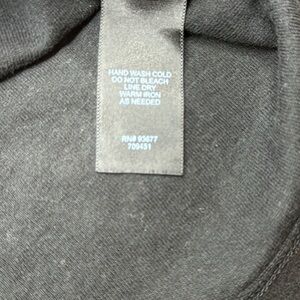 HAND WASH COLD
DO NOT BLEACH
LINE DRY
WARM IRON
AS NEEDED
RN# 93677
709451